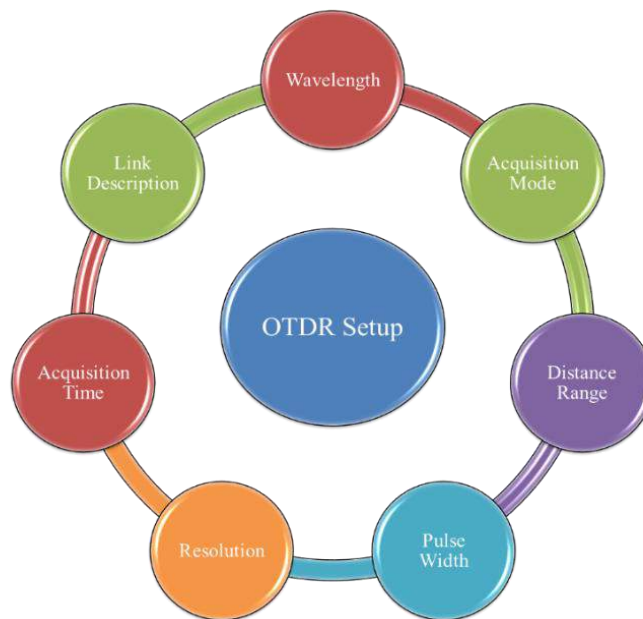 Wavelength
Acquisition
Mode
Distance
Range
Pulse
Width
Resolution
Acquisition
Time
Link
Description
OTDR Setup